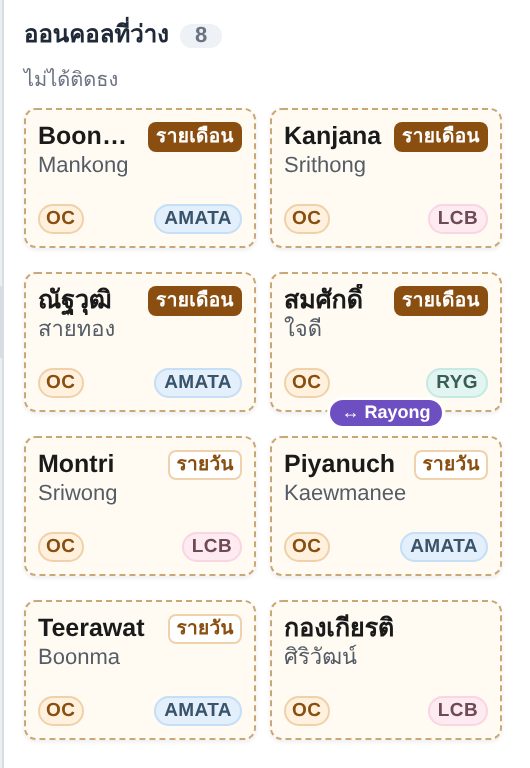 ออนคอลที่ว่าง 8
ไม่ได้ติดธง
Boon... รายเดือน
Mankong
OC AMATA
Kanjana รายเดือน
Srithong
OC LCB
ณัฐวุฒิ รายเดือน
สายทอง
OC AMATA
สมศักดิ์ รายเดือน
ใจดี
OC RYG
↔ Rayong
Montri รายวัน
Sriwong
OC LCB
Piyanuch รายวัน
Kaewmanee
OC AMATA
Teerawat รายวัน
Boonma
OC AMATA
กองเกียรติ
ศิริวัฒน์
OC LCB